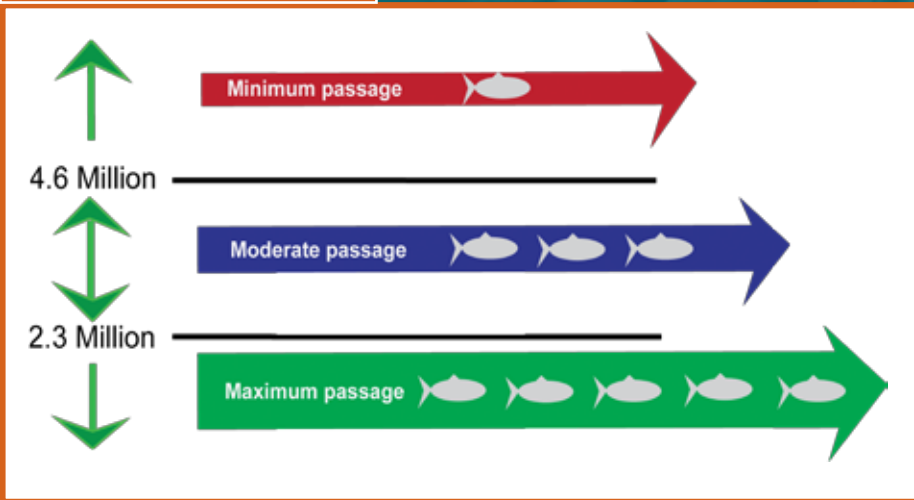 Minimum passage
4.6 Million
Moderate passage
2.3 Million
Maximum passage